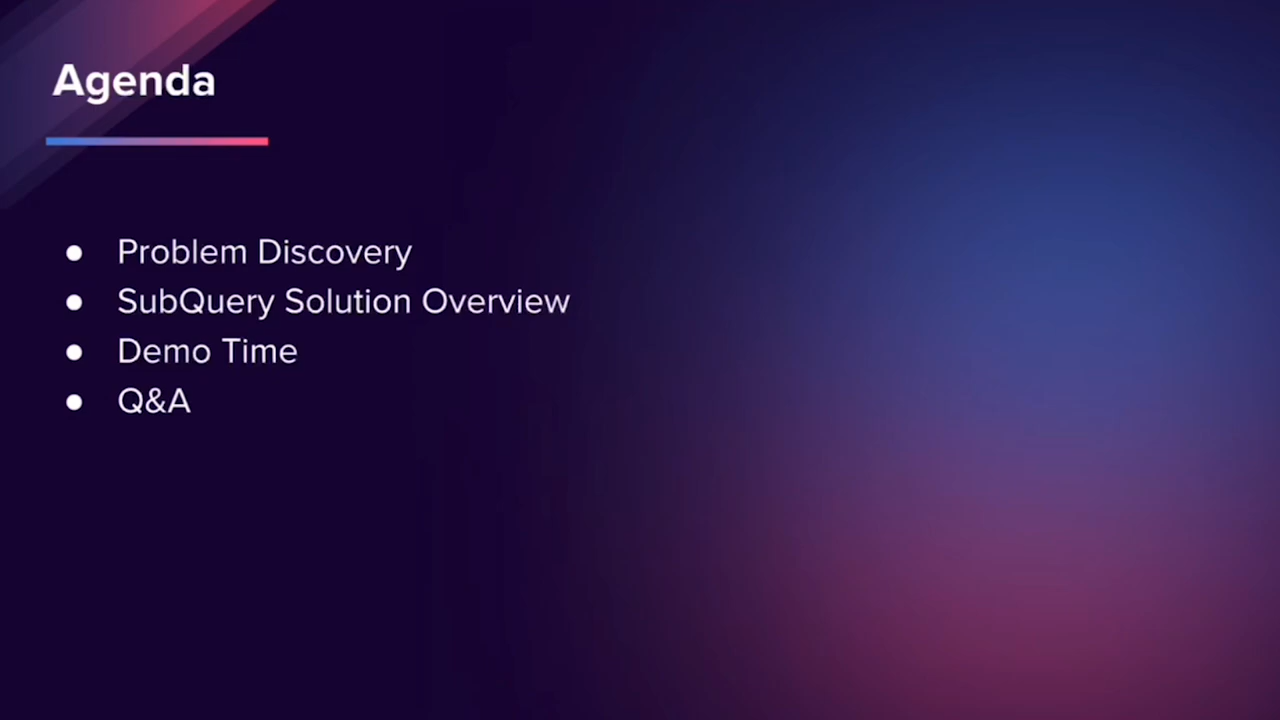 Agenda
● Problem Discovery
● SubQuery Solution Overview
● Demo Time
● Q&A